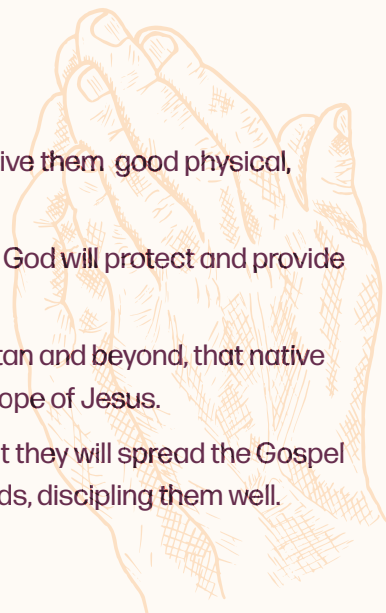 ive them good physical,
God will protect and provide
tan and beyond, that native
ope of Jesus.
t they will spread the Gospel
ds, discipling them well.